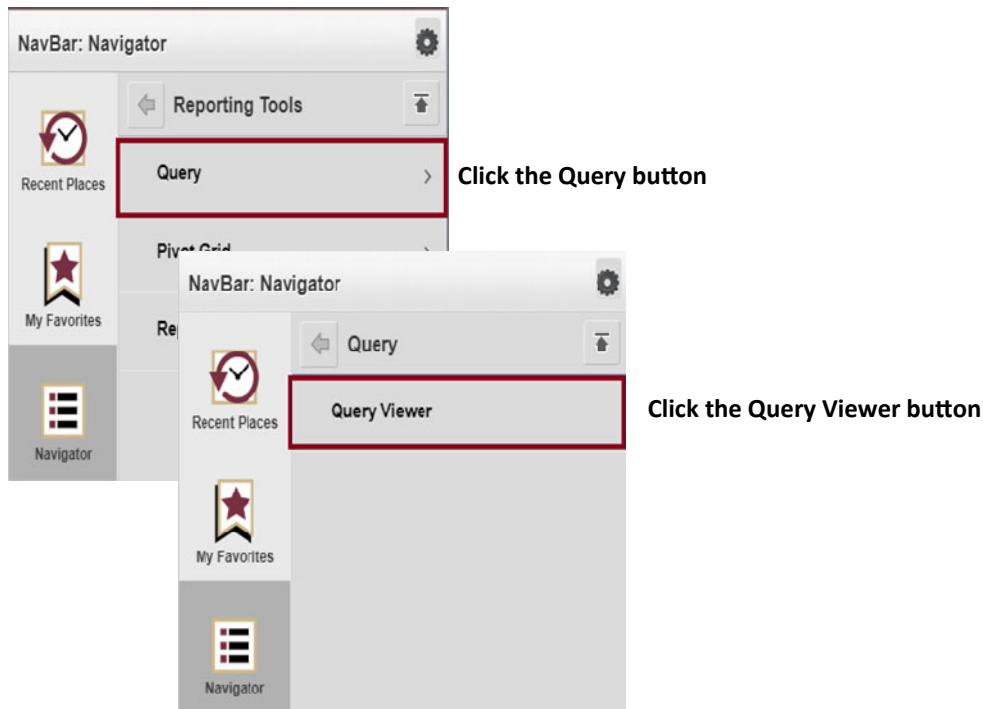 NavBar: Navigator
Reporting Tools
Recent Places
Query
Click the Query button
My Favorites
Navigator
NavBar: Navigator
Query
Recent Places
Query Viewer
Click the Query Viewer button
My Favorites
Navigator